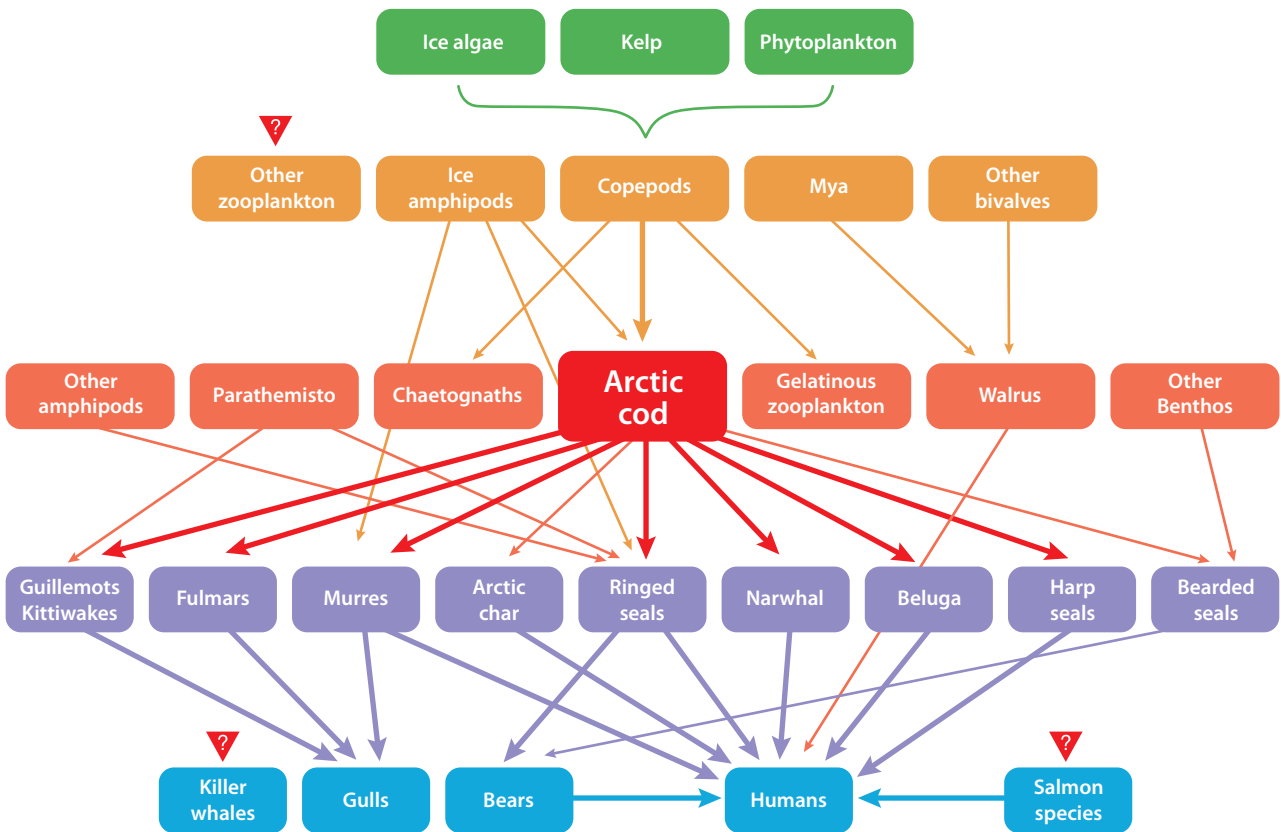 Ice algae
Kelp
Phytoplankton
?
Other
zooplankton
Ice
amphipods
Copepods
Mya
Other
bivalves
Other
amphipods
Parathemisto
Chaetognaths
Arctic
cod
Gelatinous
zooplankton
Walrus
Other
Benthos
Guillemots
Kittiwakes
Fulmars
Murres
Arctic
char
Ringed
seals
Narwhal
Beluga
Harp
seals
Bearded
seals
?
Killer
whales
Gulls
Bears
Humans
?
Salmon
species